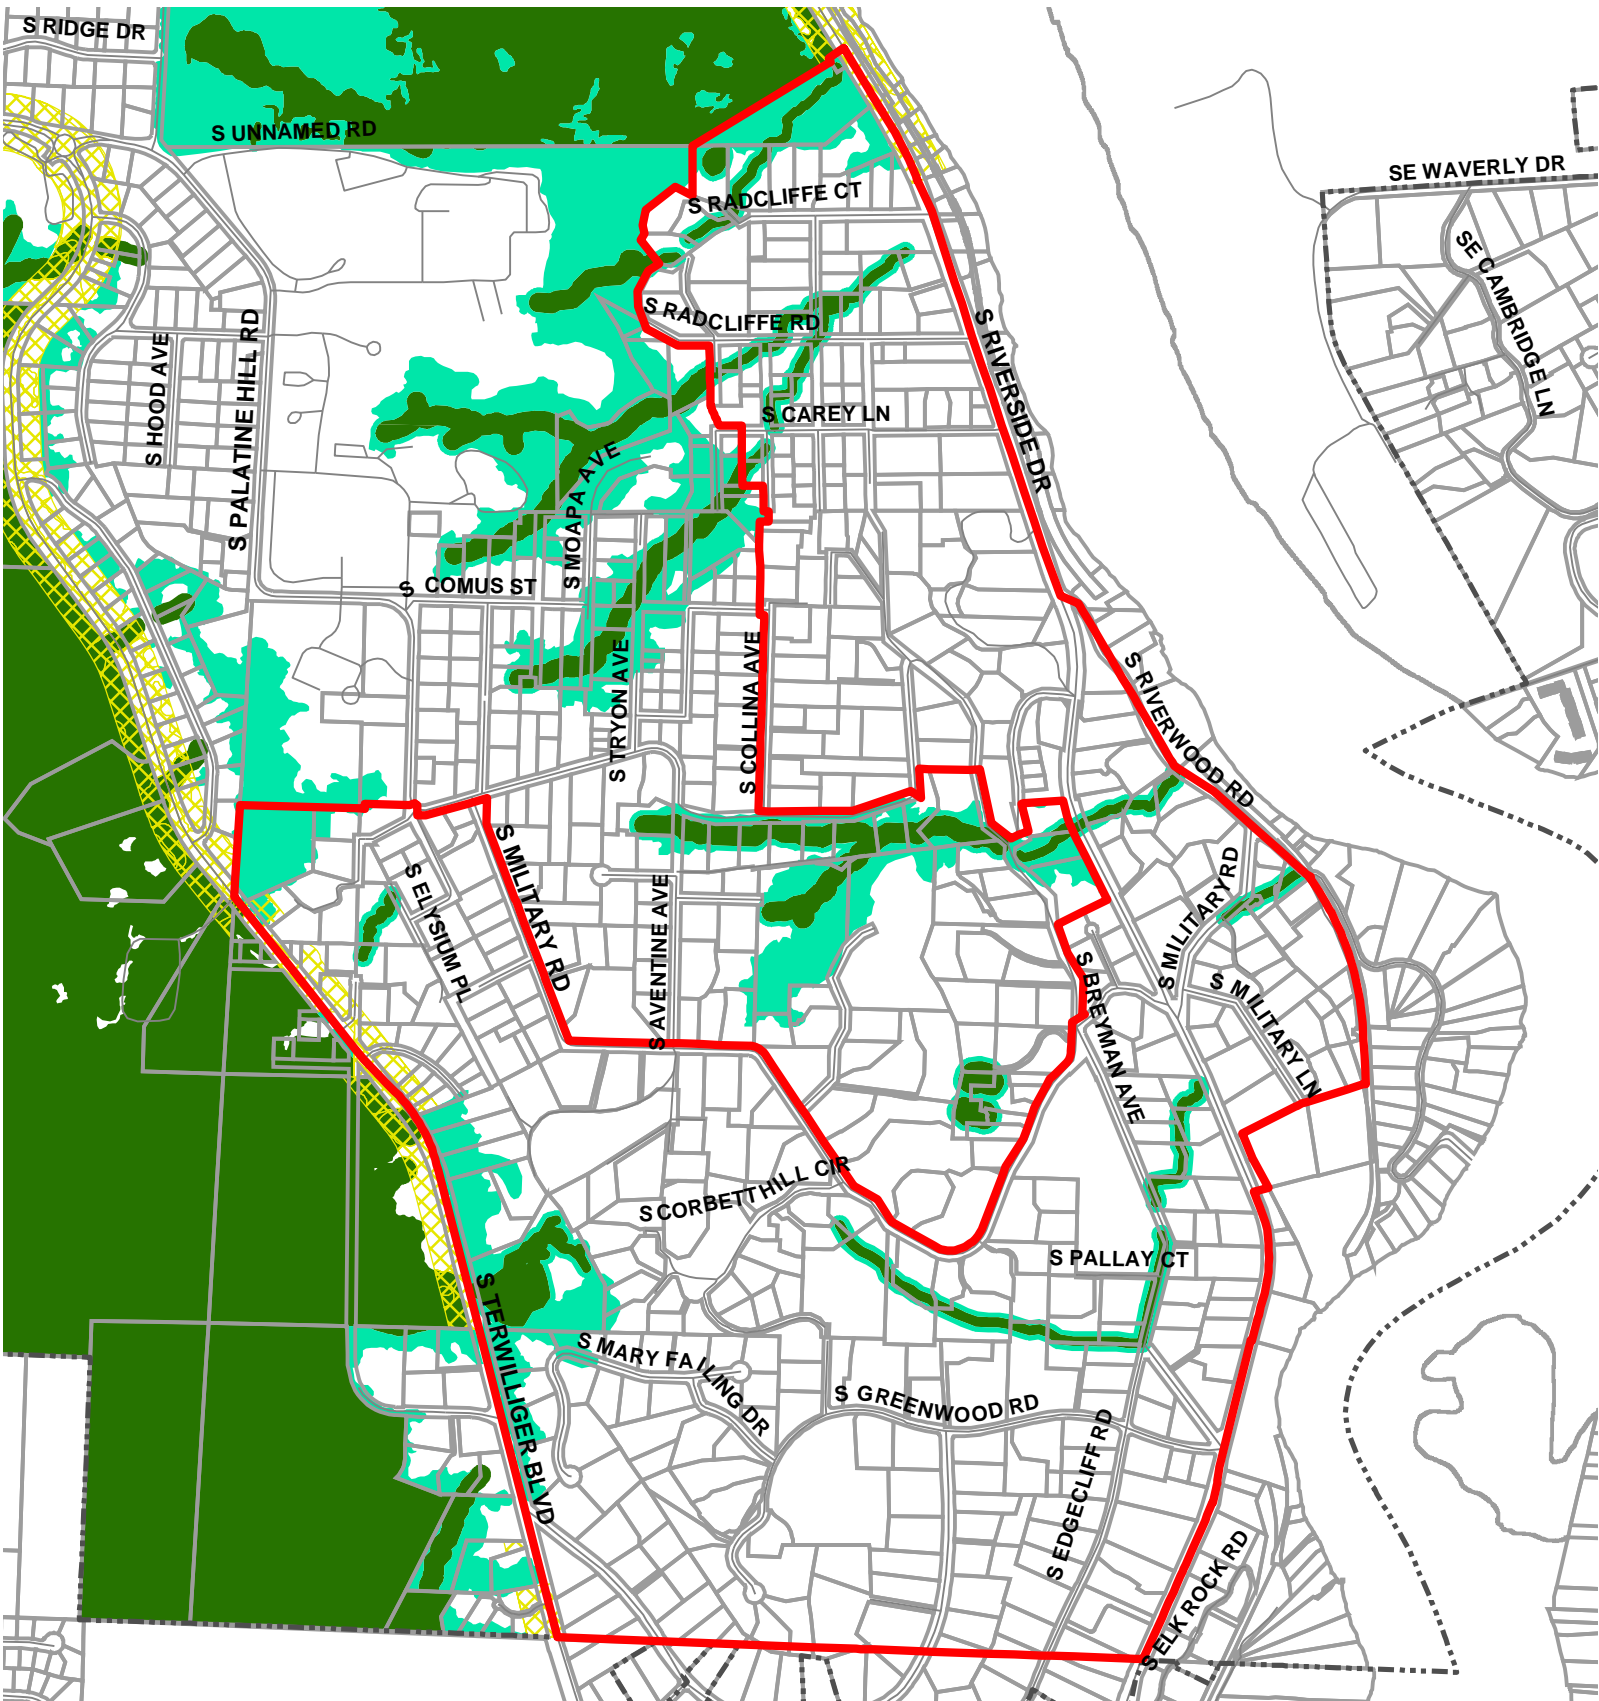 S RIDGE DR
S UNNAMED RD
SE WAVERLY DR
S RADCLIFFE CT
SE CAMBRIDGE LN
S RADCLIFFE RD
S HOOD AVE
S PALATINE HILL RD
S RIVERSIDE DR
S CAREY LN
S MOAPA AVE
S COMUS ST
S TRYON AVE
S COLLINA AVE
S RIVERWOOD RD
S MILITARY RD
S ELYSIUM PL
S MILITARY RD
S AVENTINE AVE
S BREYMAN AVE
S MILITARY LN
S CORBETT HILL CIR
S PALLAY CT
S TERWILLIGER BLVD
S MARY FAILING DR
S GREENWOOD RD
S EDGECLIFF RD
S ELK ROCK RD